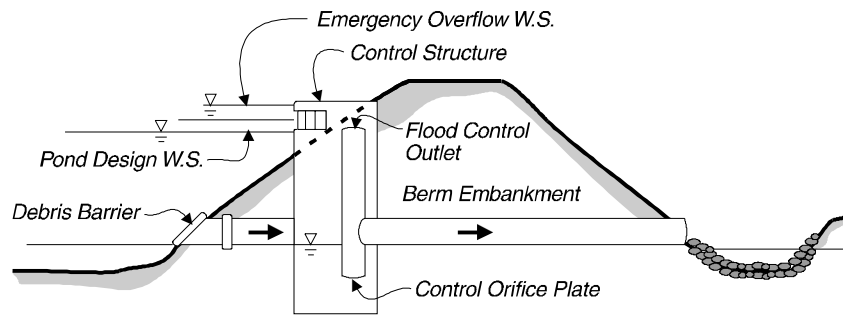 Emergency Overflow W.S.
Control Structure
Flood Control
Outlet
Pond Design W.S.
Berm Embankment
Debris Barrier
Control Orifice Plate